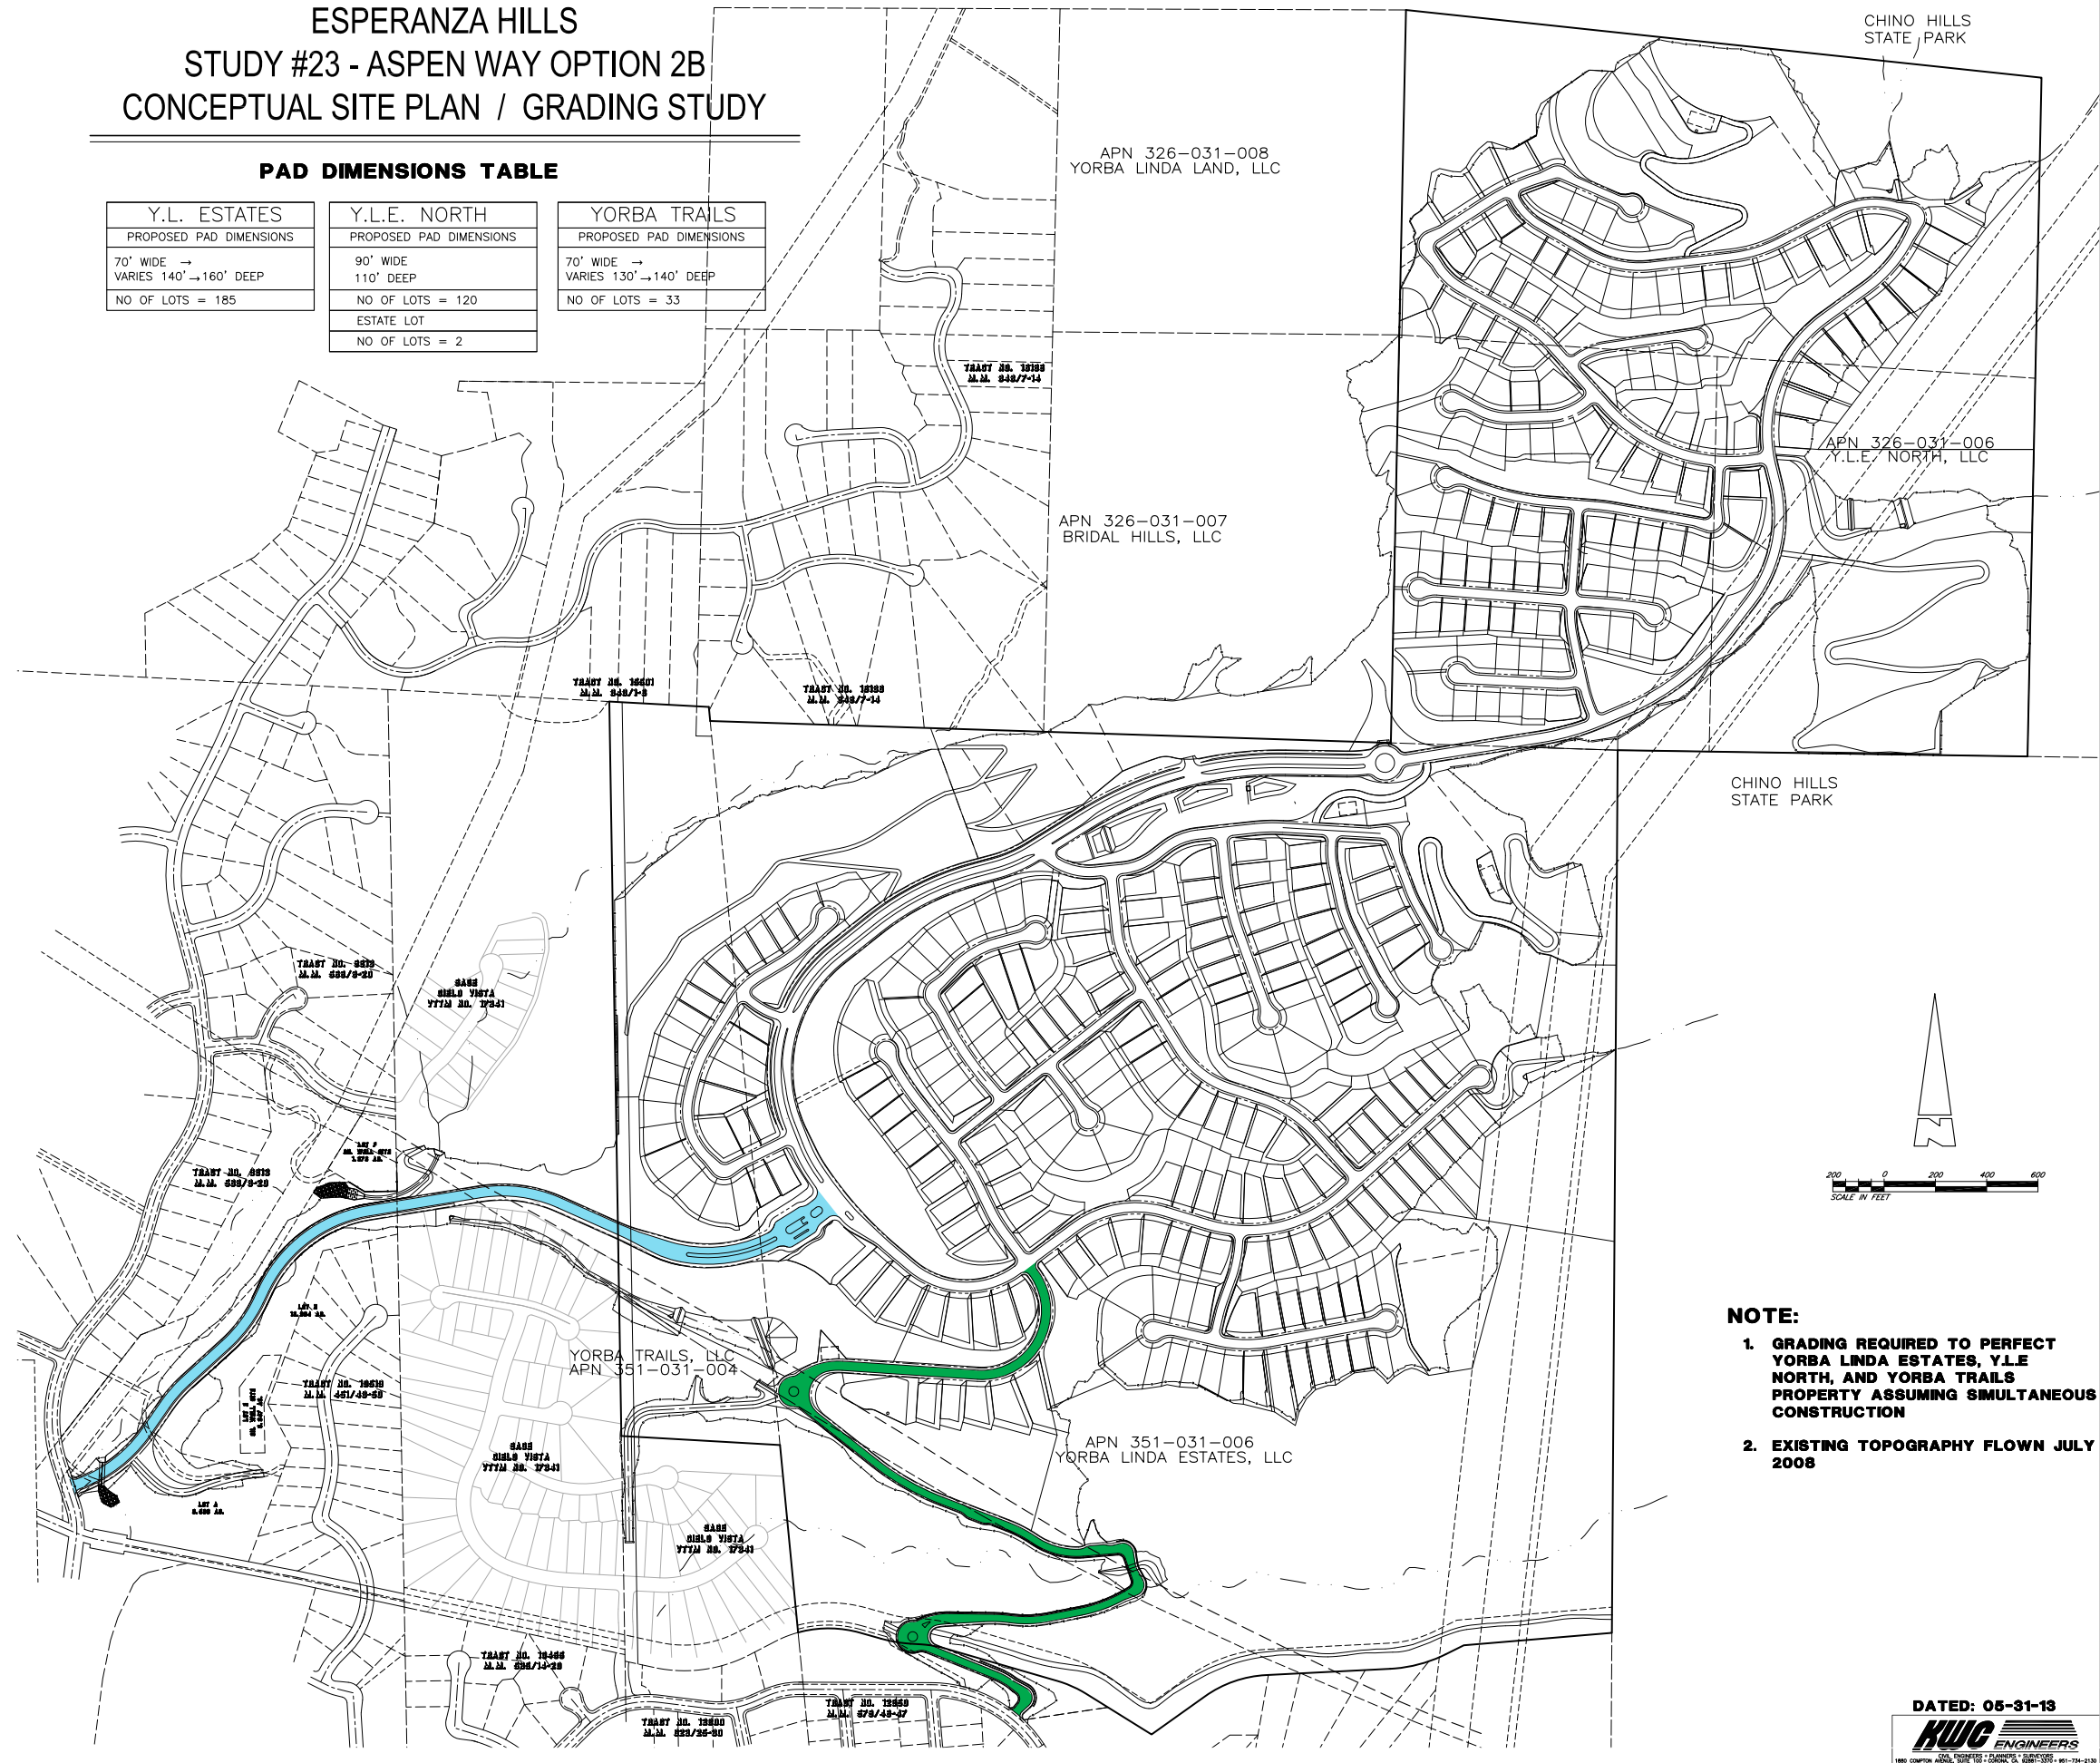 ESPERANZA HILLS
STUDY #23 - ASPEN WAY OPTION 2B
CONCEPTUAL SITE PLAN / GRADING STUDY
PAD DIMENSIONS TABLE
Y.L. ESTATES
PROPOSED PAD DIMENSIONS
70' WIDE →
VARIES 140'→160' DEEP
NO OF LOTS = 185
Y.L.E. NORTH
PROPOSED PAD DIMENSIONS
90' WIDE
110' DEEP
NO OF LOTS = 120
ESTATE LOT
NO OF LOTS = 2
YORBA TRAILS
PROPOSED PAD DIMENSIONS
70' WIDE →
VARIES 130'→140' DEEP
NO OF LOTS = 33
CHINO HILLS
STATE PARK
APN 326-031-008
YORBA LINDA LAND, LLC
APN 326-031-006
Y.L.E. NORTH, LLC
APN 326-031-007
BRIDAL HILLS, LLC
CHINO HILLS
STATE PARK
YORBA TRAILS, LLC
APN 351-031-004
APN 351-031-006
YORBA LINDA ESTATES, LLC
N
200 0 200 400 600
SCALE IN FEET
NOTE:
1. GRADING REQUIRED TO PERFECT
YORBA LINDA ESTATES, Y.L.E
NORTH, AND YORBA TRAILS
PROPERTY ASSUMING SIMULTANEOUS
CONSTRUCTION
2. EXISTING TOPOGRAPHY FLOWN JULY
2008
DATED: 05-31-13
KWC ENGINEERS
CIVIL ENGINEERS • PLANNERS • SURVEYORS